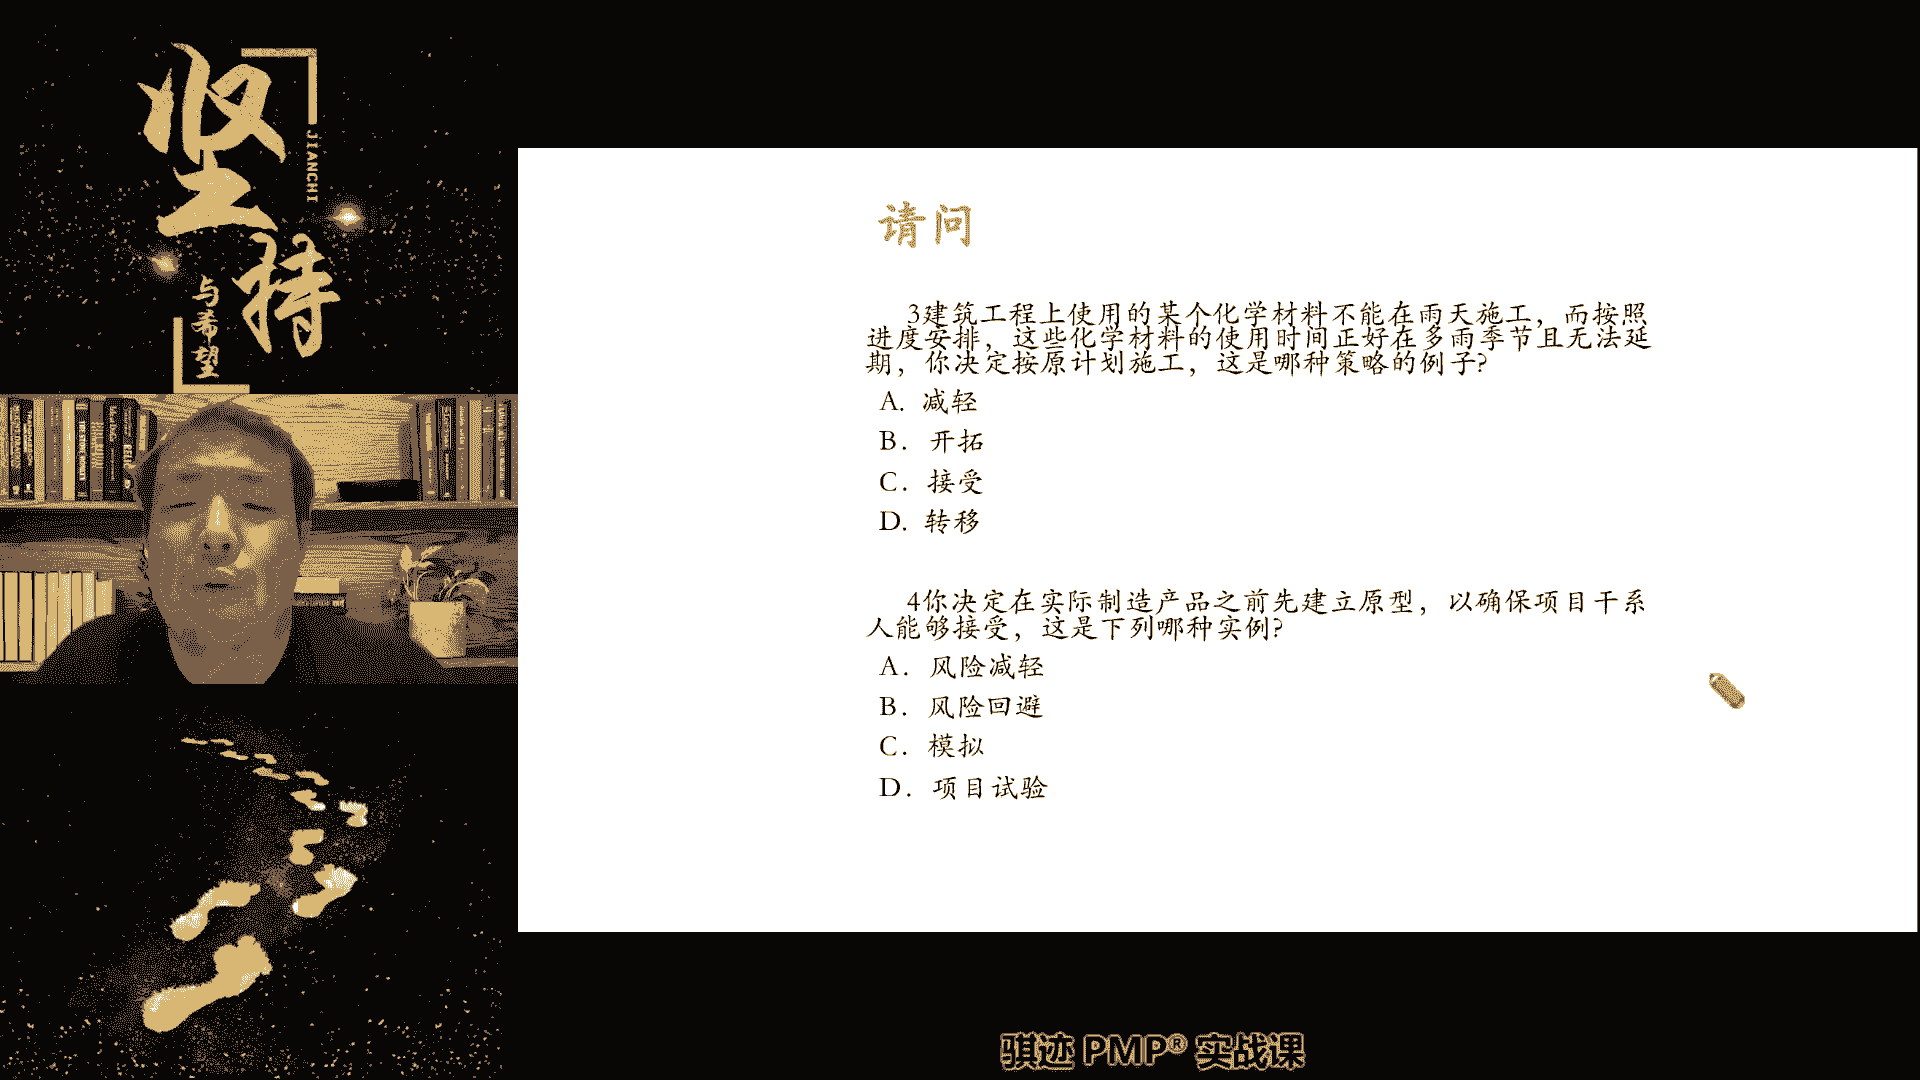 坚持
JIANCHI
与希望
请问
3建筑工程上使用的某个化学材料不能在雨天施工，而按照
进度安排，这些化学材料的使用时间正好在多雨季节且无法延
期，你决定按原计划施工，这是哪种策略的例子?
A. 减轻
B. 开拓
C. 接受
D. 转移
4你决定在实际制造产品之前先建立原型，以确保项目干系
人能够接受，这是下列哪种实例?
A. 风险减轻
B. 风险回避
C. 模拟
D. 项目试验
骐迹 PMP® 实战课